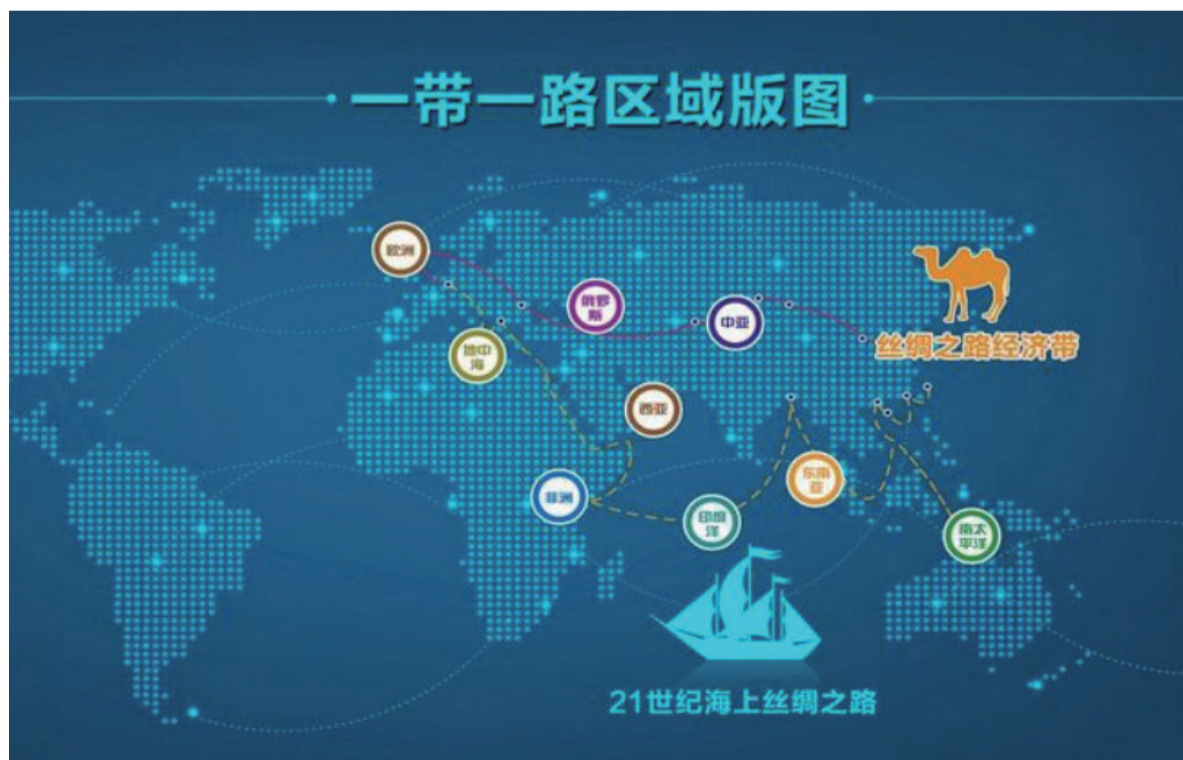 一带一路区域版图
欧洲
俄罗
斯
中亚
丝绸之路经济带
地中
海
西亚
非洲
印度
洋
东南
亚
南太
平洋
21世纪海上丝绸之路